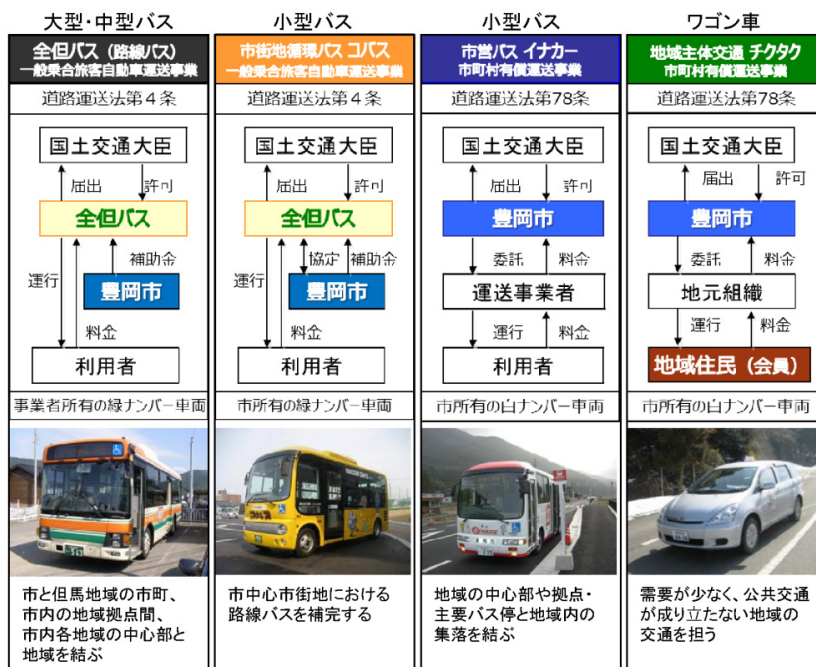 大型・中型バス
全但バス（路線バス）
一般乗合旅客自動車運送事業
道路運送法第４条
国土交通大臣
届出
許可
全但バス
運行
補助金
豊岡市
料金
利用者
事業者所有の緑ナンバー車両
市と但馬地域の市町、
市内の地域拠点間、
市内各地域の中心部と
地域を結ぶ
小型バス
市街地循環バス コバス
一般乗合旅客自動車運送事業
道路運送法第４条
国土交通大臣
届出
許可
全但バス
運行
協定
補助金
豊岡市
料金
利用者
市所有の緑ナンバー車両
市中心市街地における
路線バスを補完する
小型バス
市営バス イナカー
市町村有償運送事業
道路運送法第78条
国土交通大臣
届出
許可
豊岡市
委託
料金
運送事業者
運行
料金
利用者
市所有の白ナンバー車両
地域の中心部や拠点・
主要バス停と地域内の
集落を結ぶ
ワゴン車
地域主体交通 チクタク
市町村有償運送事業
道路運送法第78条
国土交通大臣
届出
許可
豊岡市
委託
料金
地元組織
運行
料金
地域住民（会員）
市所有の白ナンバー車両
需要が少なく、公共交通
が成り立たない地域の
交通を担う